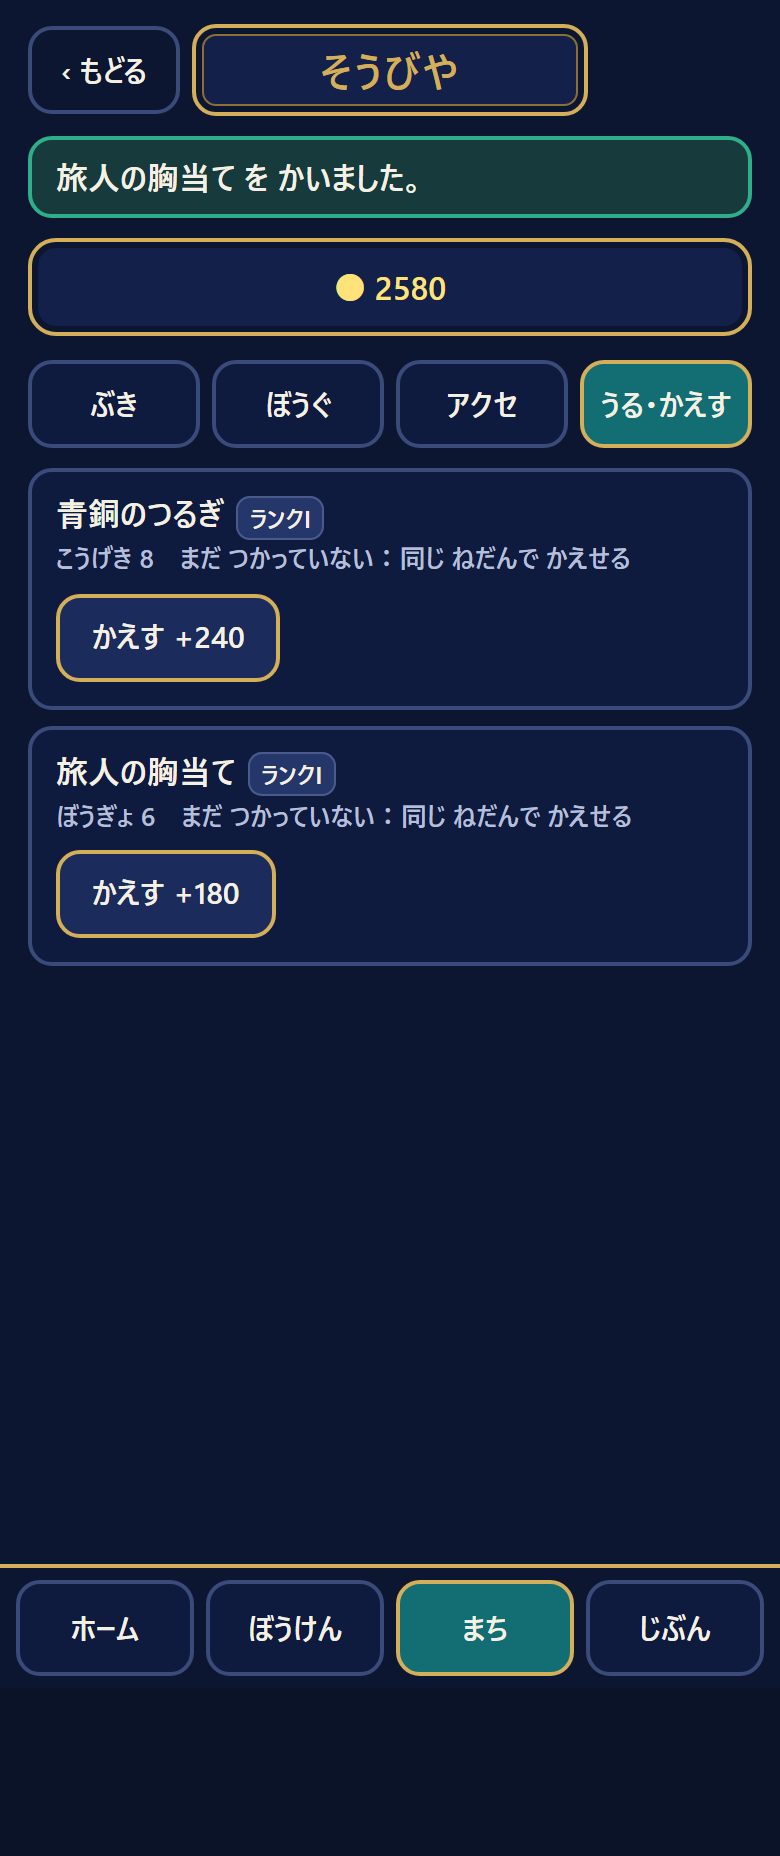 ‹ もどる
そうびや
旅人の胸当て を かいました。
2580
ぶき
ぼうぐ
アクセ
うる・かえす
青銅のつるぎ ランクI
こうげき 8　まだ つかっていない：同じ ねだんで かえせる
かえす +240
旅人の胸当て ランクI
ぼうぎょ 6　まだ つかっていない：同じ ねだんで かえせる
かえす +180
ホーム
ぼうけん
まち
じぶん